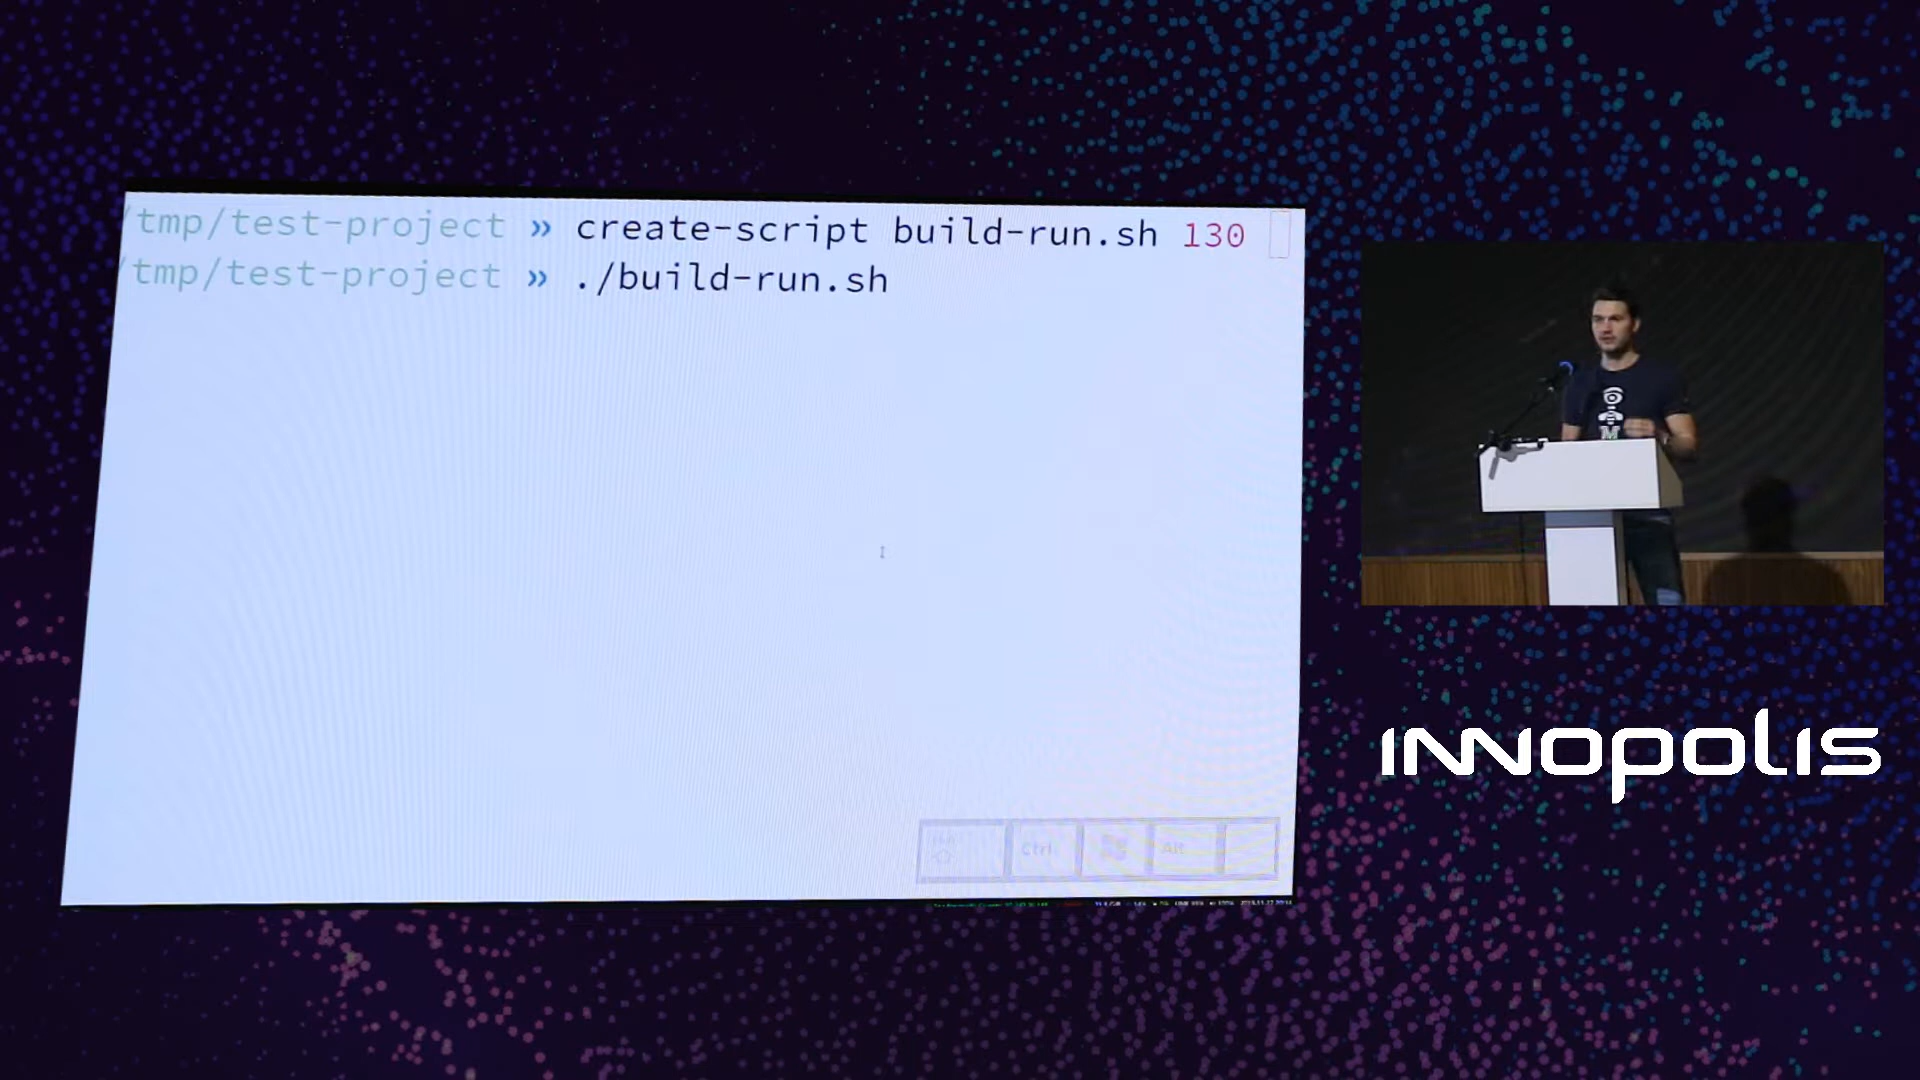 /tmp/test-project » create-script build-run.sh 130
/tmp/test-project » ./build-run.sh
Ctrl
Alt
M
INNOPOLIS